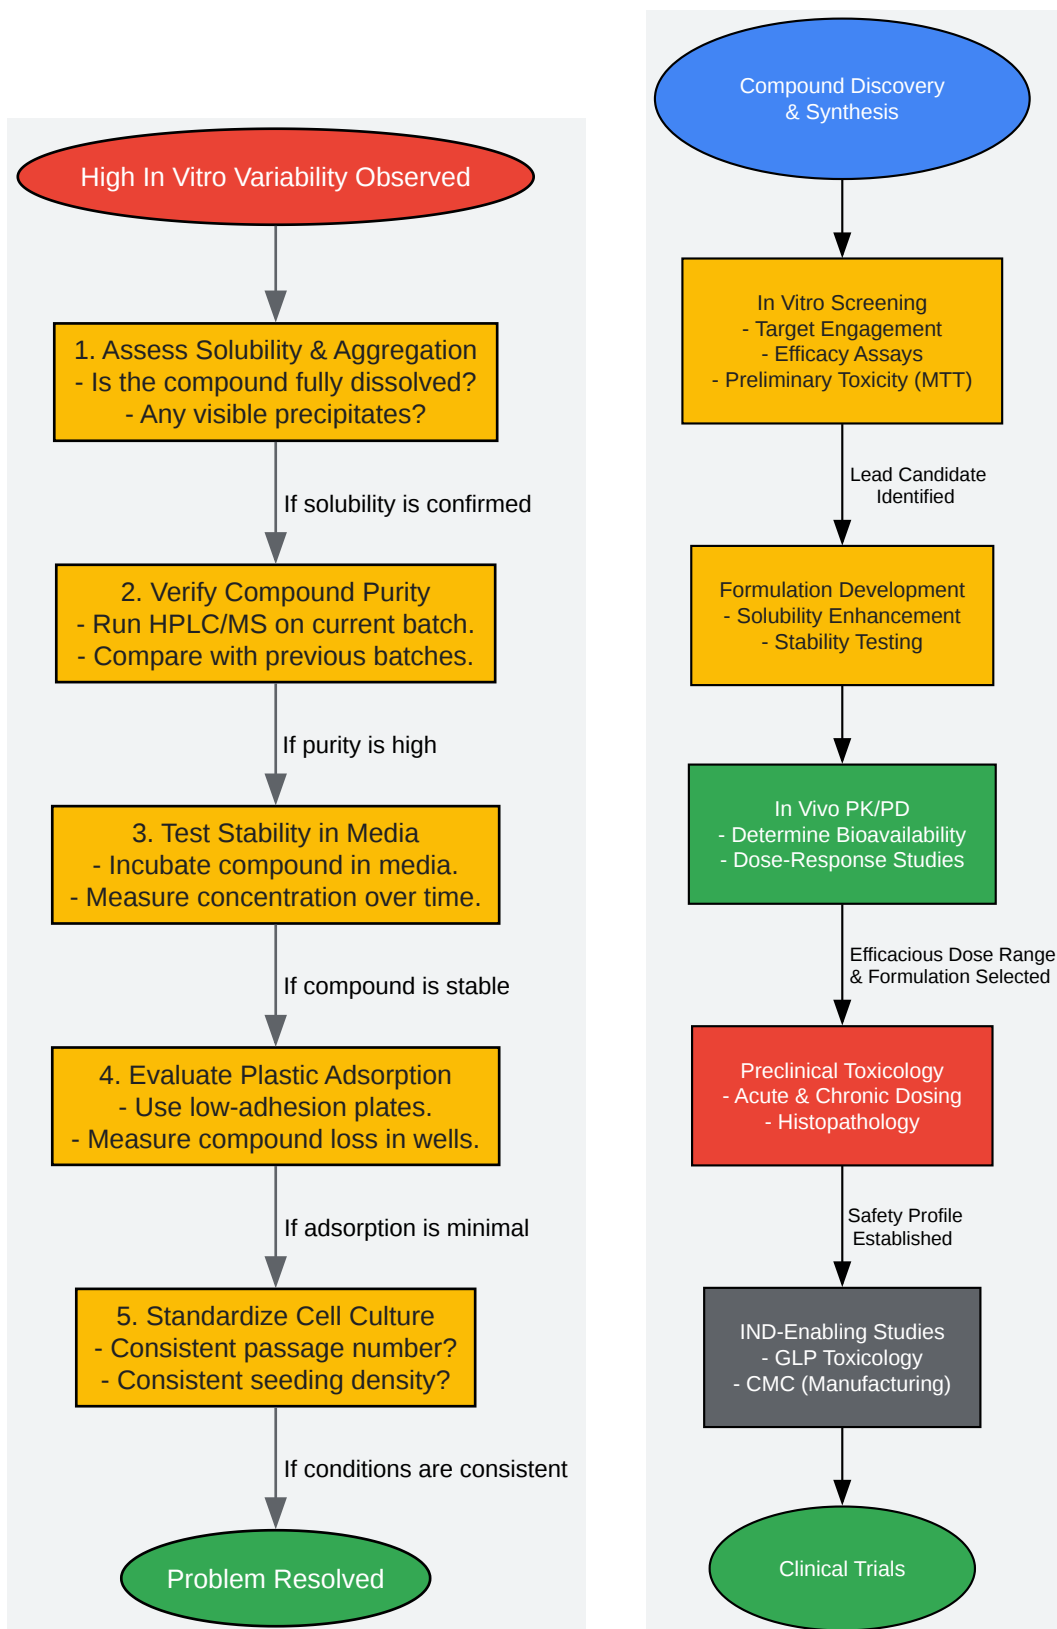 High In Vitro Variability Observed
1. Assess Solubility & Aggregation
- Is the compound fully dissolved?
- Any visible precipitates?
If solubility is confirmed
2. Verify Compound Purity
- Run HPLC/MS on current batch.
- Compare with previous batches.
If purity is high
3. Test Stability in Media
- Incubate compound in media.
- Measure concentration over time.
If compound is stable
4. Evaluate Plastic Adsorption
- Use low-adhesion plates.
- Measure compound loss in wells.
If adsorption is minimal
5. Standardize Cell Culture
- Consistent passage number?
- Consistent seeding density?
If conditions are consistent
Problem Resolved
Compound Discovery
& Synthesis
In Vitro Screening
- Target Engagement
- Efficacy Assays
- Preliminary Toxicity (MTT)
Lead Candidate
Identified
Formulation Development
- Solubility Enhancement
- Stability Testing
In Vivo PK/PD
- Determine Bioavailability
- Dose-Response Studies
Efficacious Dose Range
& Formulation Selected
Preclinical Toxicology
- Acute & Chronic Dosing
- Histopathology
Safety Profile
Established
IND-Enabling Studies
- GLP Toxicology
- CMC (Manufacturing)
Clinical Trials